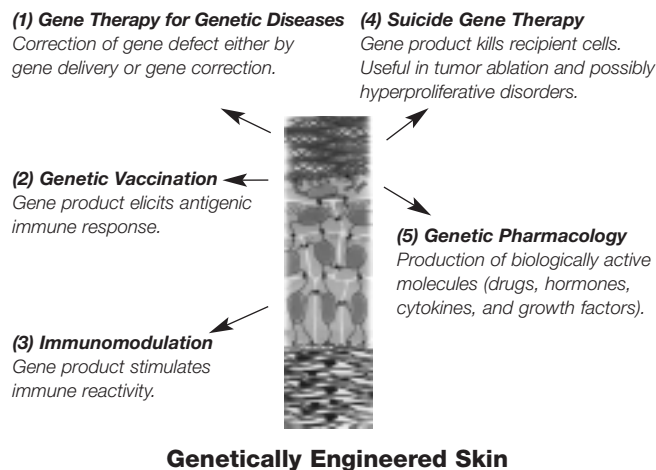 (1) Gene Therapy for Genetic Diseases
Correction of gene defect either by
gene delivery or gene correction.
(2) Genetic Vaccination
Gene product elicits antigenic
immune response.
(3) Immunomodulation
Gene product stimulates
immune reactivity.
(4) Suicide Gene Therapy
Gene product kills recipient cells.
Useful in tumor ablation and possibly
hyperproliferative disorders.
(5) Genetic Pharmacology
Production of biologically active
molecules (drugs, hormones,
cytokines, and growth factors).
Genetically Engineered Skin